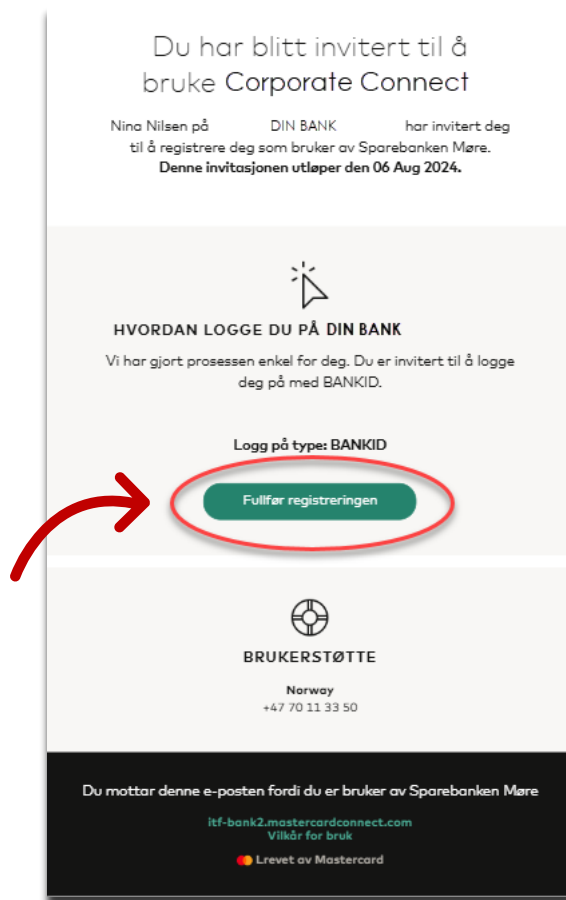 Du har blitt invitert til å
bruke Corporate Connect
Nina Nilsen på DIN BANK har invitert deg
til å registrere deg som bruker av Sparebanken Møre.
Denne invitasjonen utløper den 06 Aug 2024.
HVORDAN LOGGE DU PÅ DIN BANK
Vi har gjort prosessen enkel for deg. Du er invitert til å logge
deg på med BANKID.
Logg på type: BANKID
Fullfør registreringen
BRUKERSTØTTE
Norway
+47 70 11 33 50
Du mottar denne e-posten fordi du er bruker av Sparebanken Møre
itf-bank2.mastercardconnect.com
Vilkår for bruk
Lrevet av Mastercard